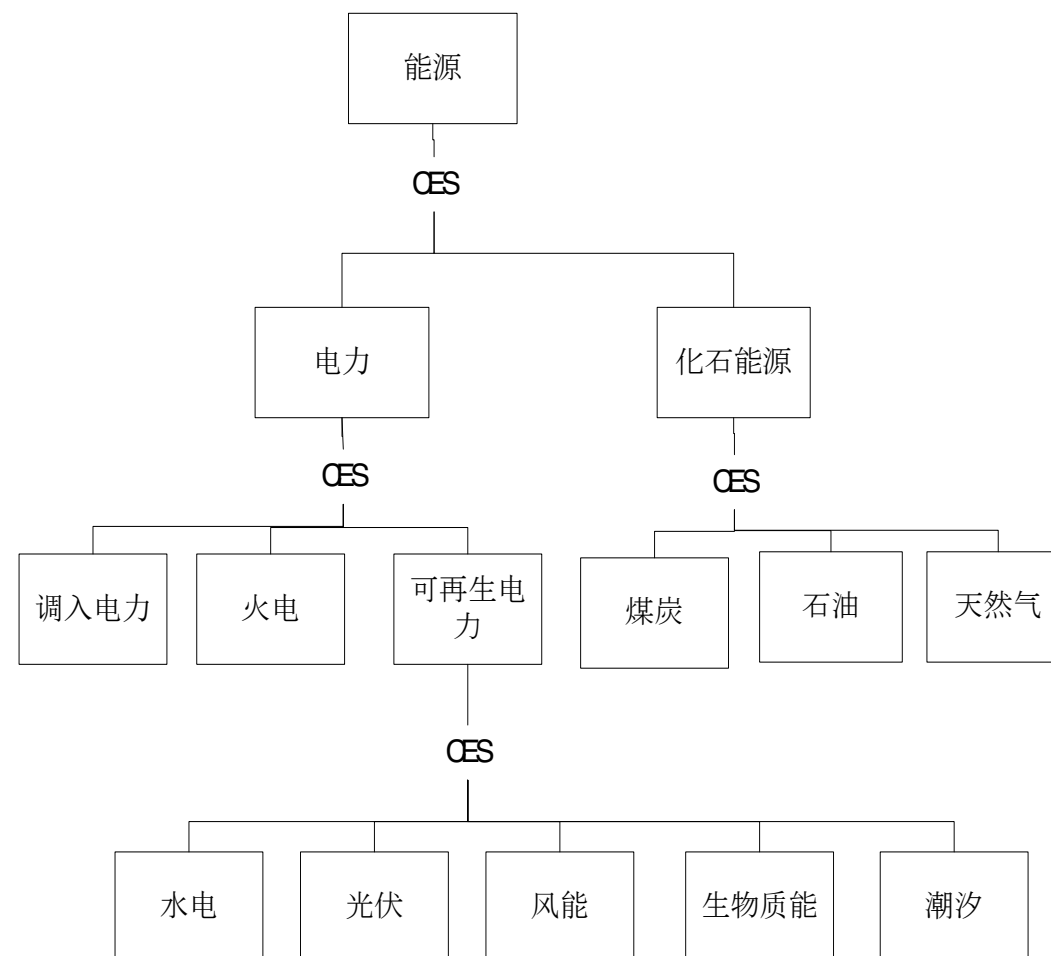 能源
CES
电力
化石能源
CES
CES
调入电力
火电
可再生电
力
煤炭
石油
天然气
CES
水电
光伏
风能
生物质能
潮汐